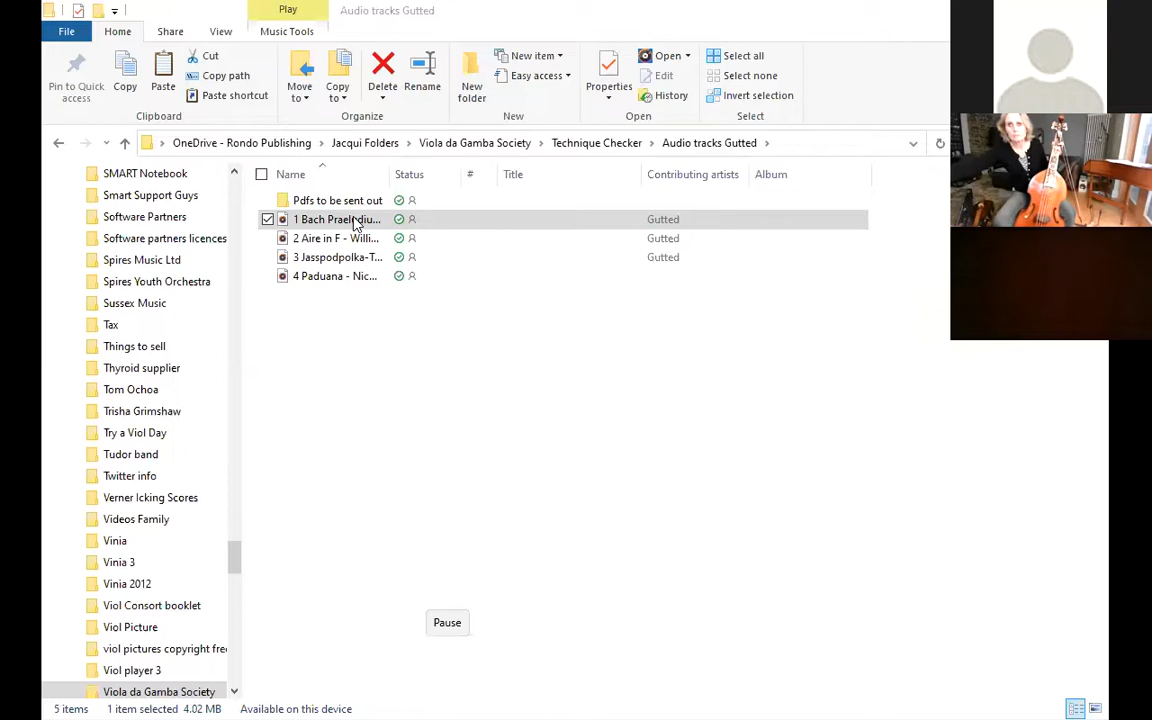 Play
Audio tracks Gutted
File
Home
Share
View
Music Tools
Pin to Quick
access
Copy
Paste
Cut
Copy path
Paste shortcut
Move
to
Copy
to
Delete
Rename
New
folder
New item
Easy access
Properties
Open
Edit
History
Select all
Select none
Invert selection
Clipboard
Organize
New
Open
Select
OneDrive - Rondo Publishing > Jacqui Folders > Viola da Gamba Society > Technique Checker > Audio tracks Gutted >
SMART Notebook
Smart Support Guys
Software Partners
Software partners licences
Spires Music Ltd
Spires Youth Orchestra
Sussex Music
Tax
Things to sell
Thyroid supplier
Tom Ochoa
Trisha Grimshaw
Try a Viol Day
Tudor band
Twitter info
Verner Icking Scores
Videos Family
Vinia
Vinia 3
Vinia 2012
Viol Consort booklet
Viol Picture
viol pictures copyright free
Viol player 3
Viola da Gamba Society
Name Status # Title Contributing artists Album
Pdfs to be sent out
1 Bach Praeludiu... Gutted
2 Aire in F - Willi... Gutted
3 Jasspodpolka-T... Gutted
4 Paduana - Nic...
Pause
5 items 1 item selected 4.02 MB Available on this device